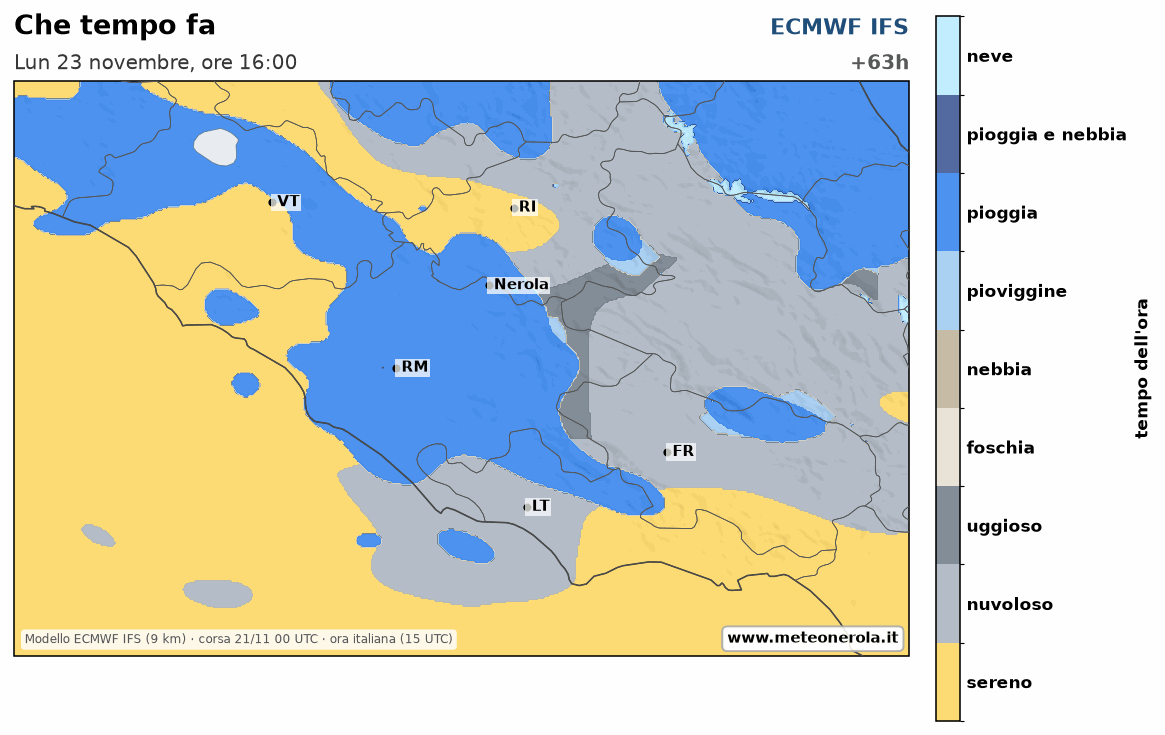 Che tempo fa
ECMWF IFS
Lun 23 novembre, ore 16:00
+63h
VT
RI
Nerola
RM
FR
LT
Modello ECMWF IFS (9 km) · corsa 21/11 00 UTC · ora italiana (15 UTC)
www.meteonerola.it
neve
pioggia e nebbia
pioggia
pioviggine
nebbia
foschia
uggioso
nuvoloso
sereno
tempo dell'ora